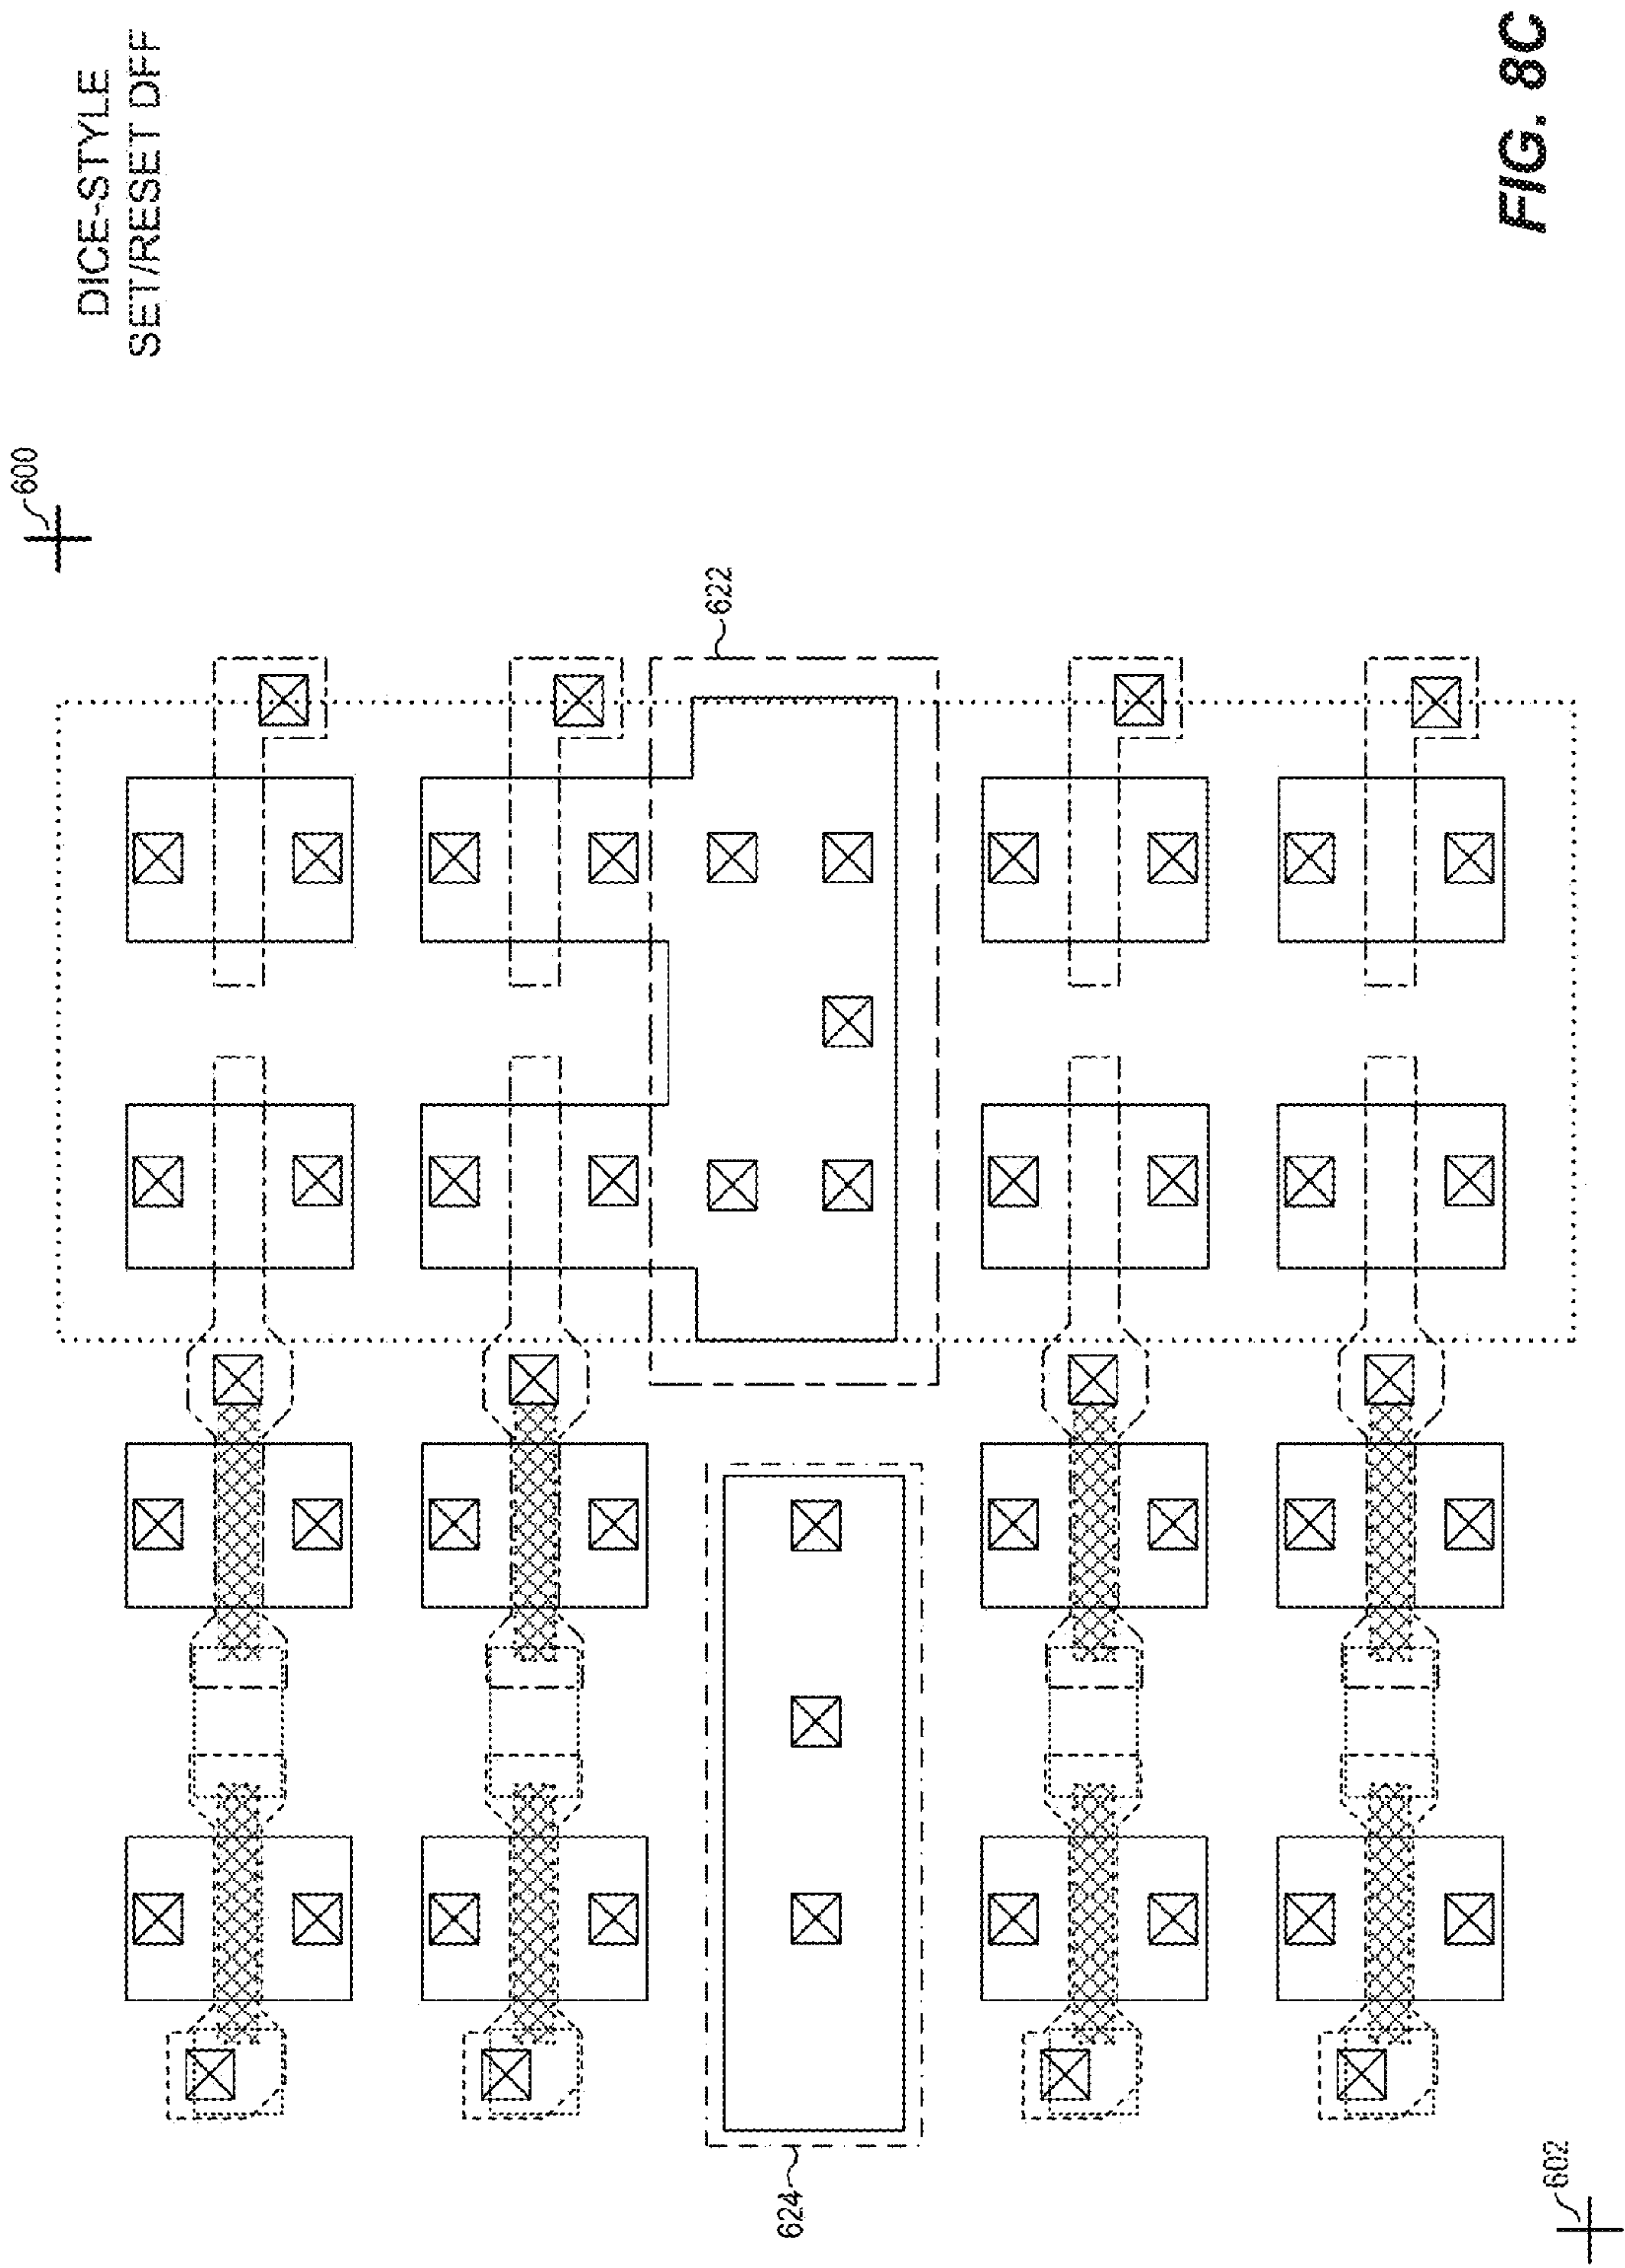 DICE-STYLE
SET/RESET DFF
600
622
624
602
FIG. 8C